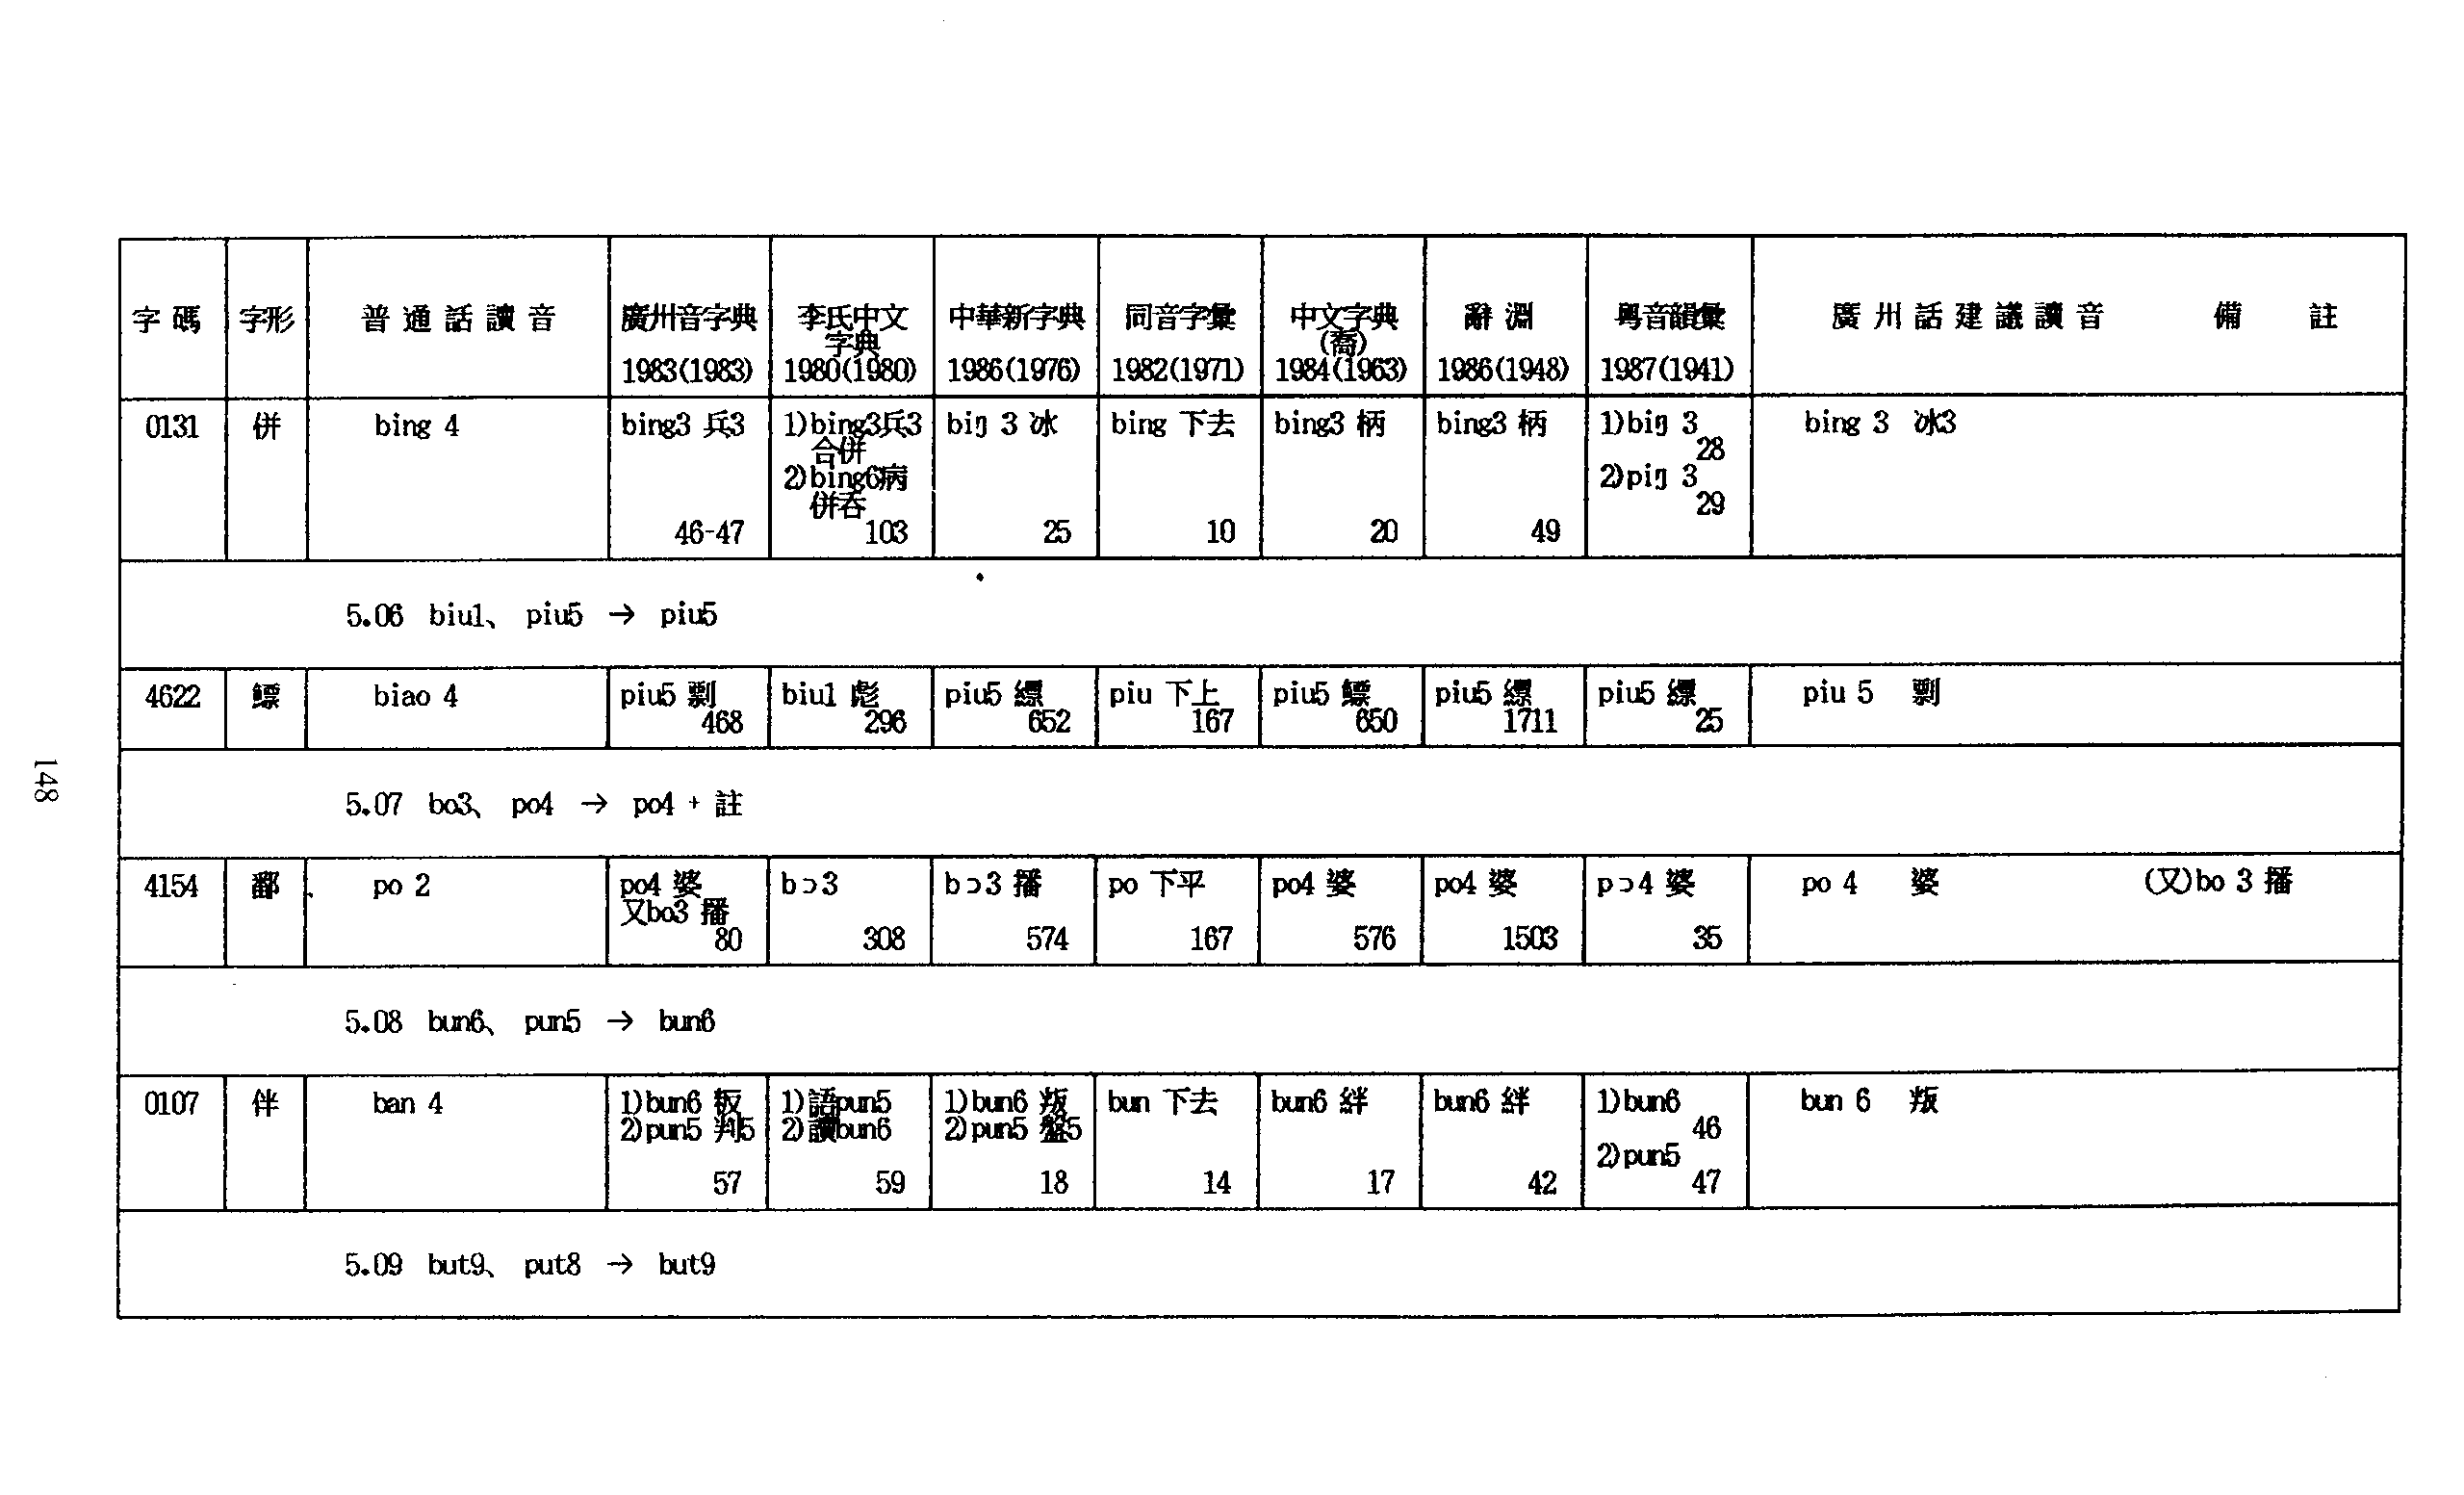 字碼 字形 普通話讀音 廣州音字典 1983(1983) 李氏中文字典 1980(1980) 中華新字典 1986(1976) 同音字彙 1982(1971) 中文字典(喬) 1984(1963) 辭淵 1986(1948) 粵音韻彙 1987(1941) 廣州話建議讀音 備註
0131 併 bing 4 bing3 兵3 46-47 1)bing3兵3 合併 2)bing6病 併吞 103 biŋ 3 冰 25 bing 下去 10 bing3 柄 20 bing3 柄 49 1)biŋ 3 28 2)piŋ 3 29 bing 3 冰3
5.06 biu1、 piu5 → piu5
4622 鰾 biao 4 piu5 剽 468 biu1 彪 296 piu5 縹 652 piu 下上 167 piu5 鰾 650 piu5 縹 1711 piu5 縹 25 piu 5 剽
5.07 bo3、 po4 → po4 + 註
4154 鄱 po 2 po4 婆 又bo3 播 80 bɔ3 308 bɔ3 播 574 po 下平 167 po4 婆 576 po4 婆 1503 pɔ4 婆 35 po 4 婆 (又)bo 3 播
5.08 bun6、 pun5 → bun6
0107 伴 ban 4 1)bun6 叛 2)pun5 判5 57 1)語pun5 2)讀bun6 59 1)bun6 叛 2)pun5 盤5 18 bun 下去 14 bun6 絆 17 bun6 絆 42 1)bun6 46 2)pun5 47 bun 6 叛
5.09 but9、 put8 → but9
148